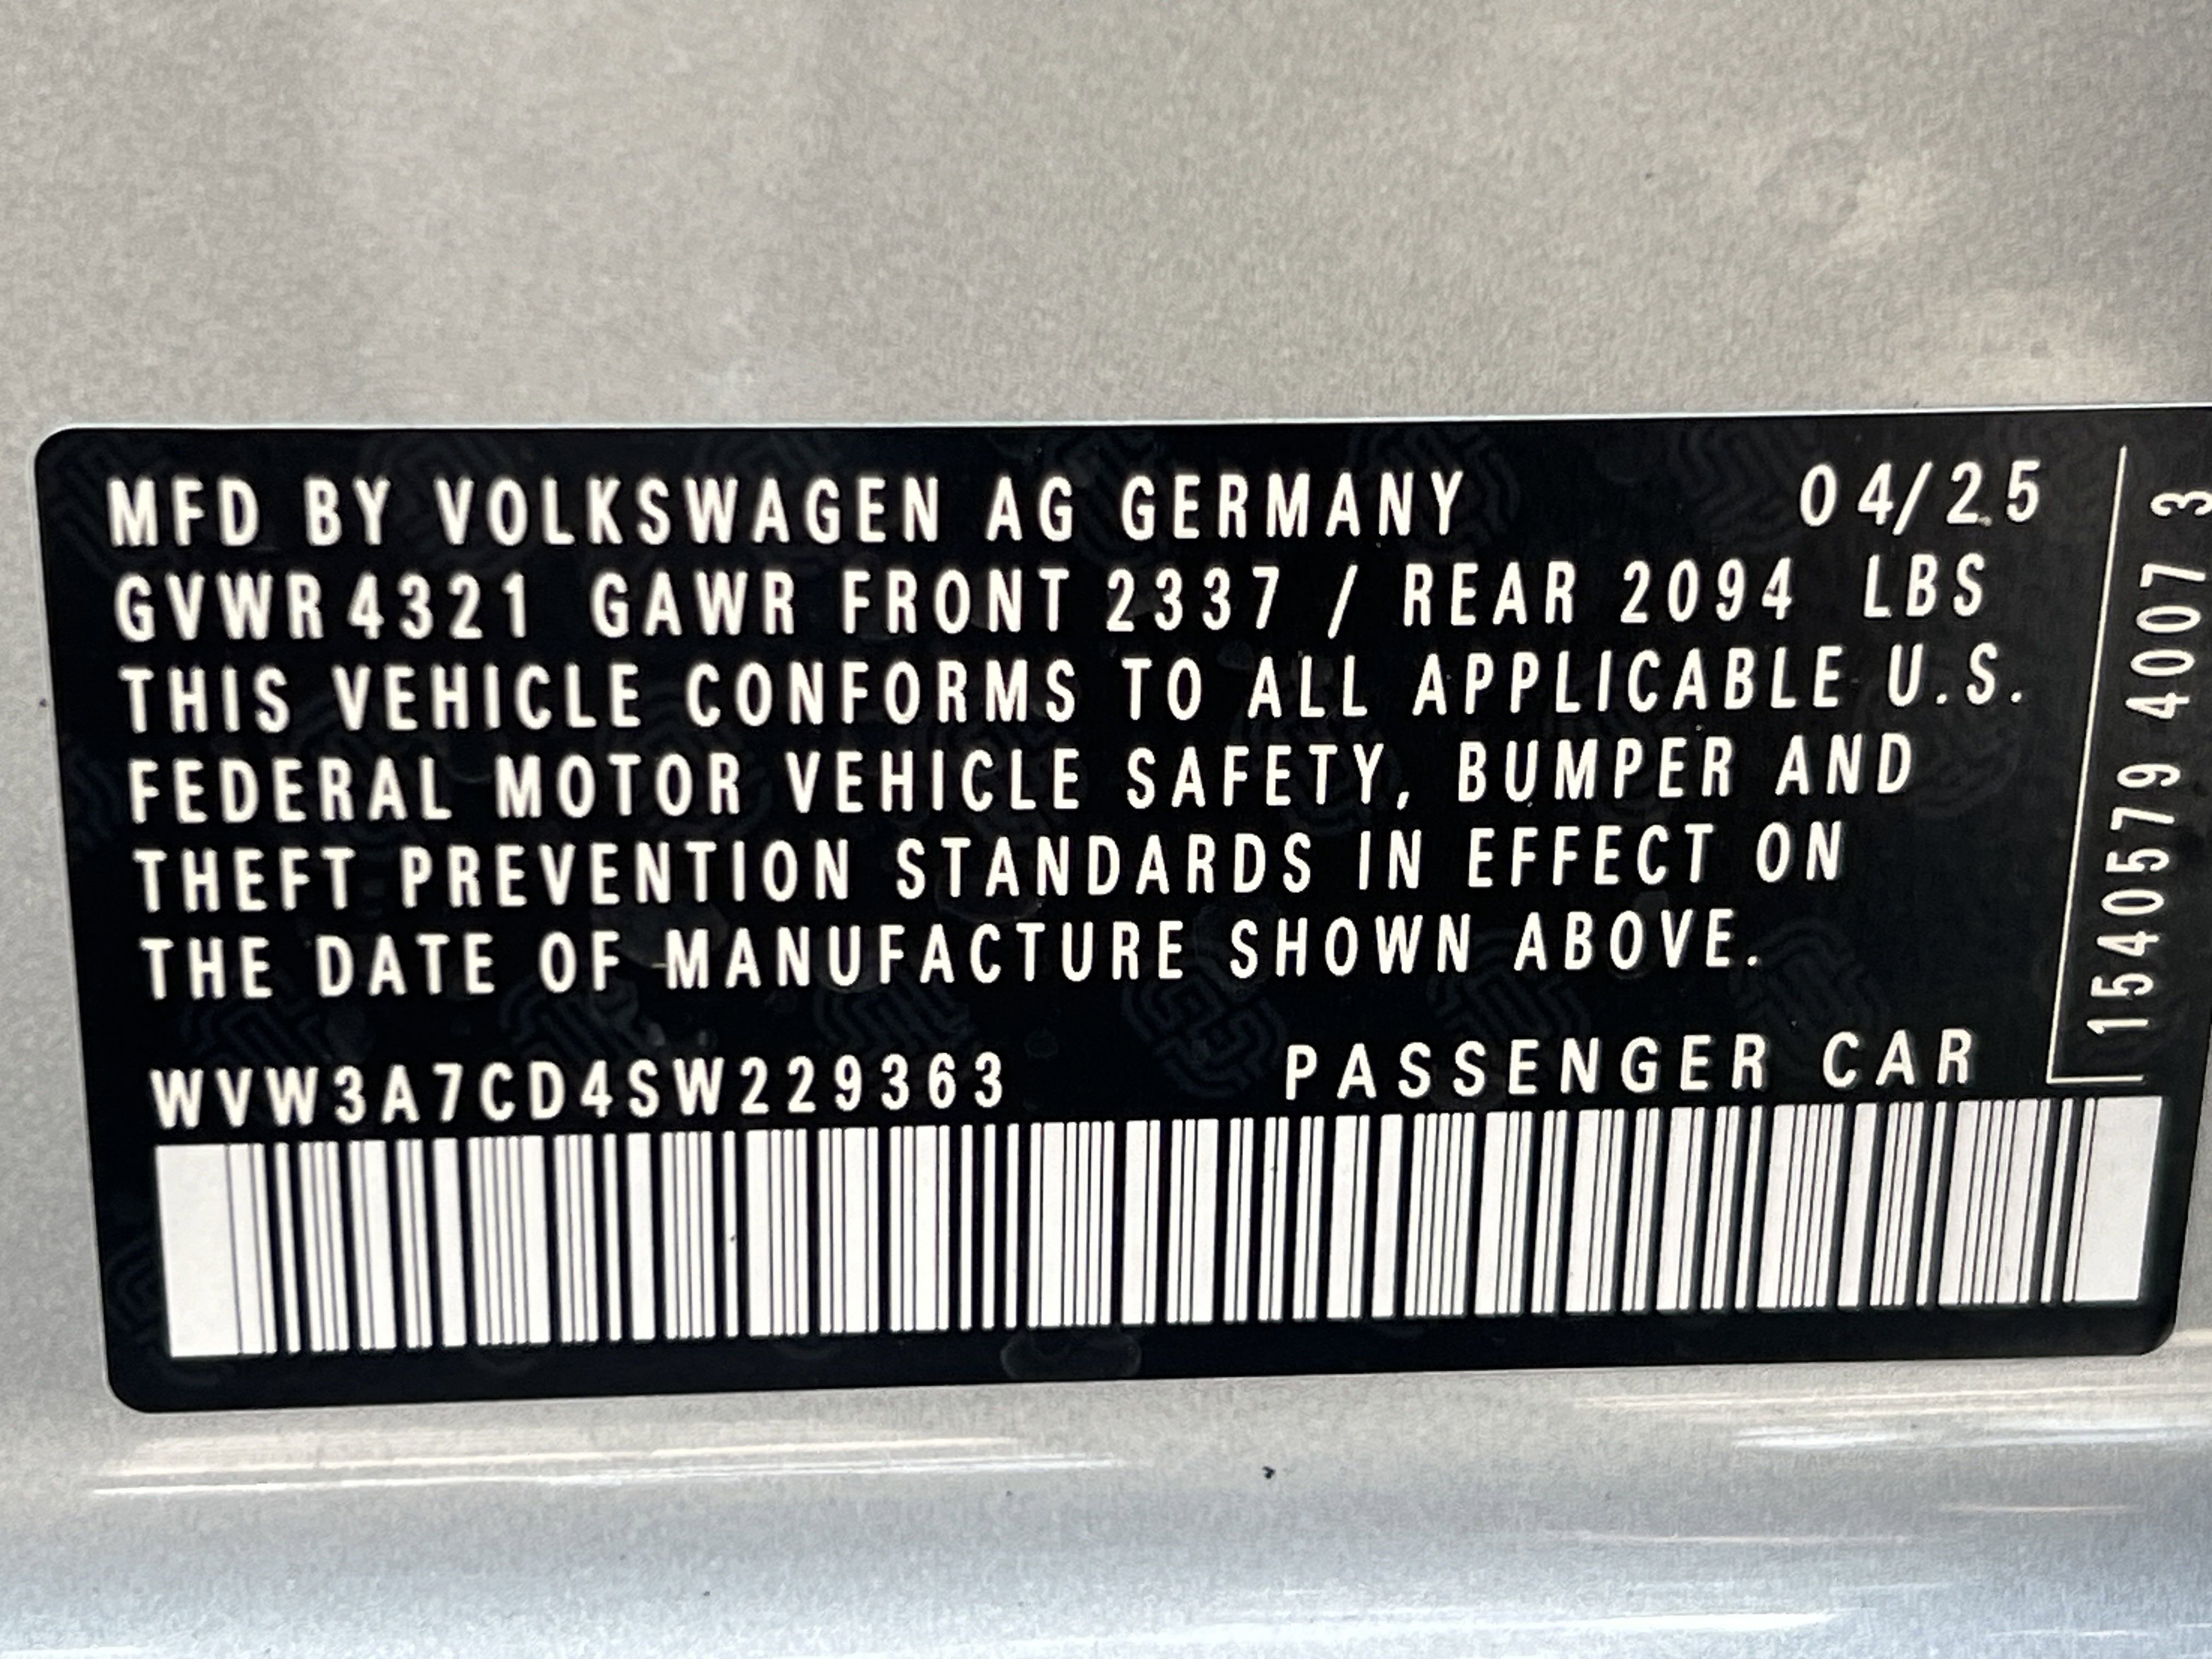 MFD BY VOLKSWAGEN AG GERMANY 04/25
GVWR 4321 GAWR FRONT 2337 / REAR 2094 LBS
THIS VEHICLE CONFORMS TO ALL APPLICABLE U.S.
FEDERAL MOTOR VEHICLE SAFETY, BUMPER AND
THEFT PREVENTION STANDARDS IN EFFECT ON
THE DATE OF MANUFACTURE SHOWN ABOVE.
WVW3A7CD4SW229363 PASSENGER CAR
1540579 4007 3